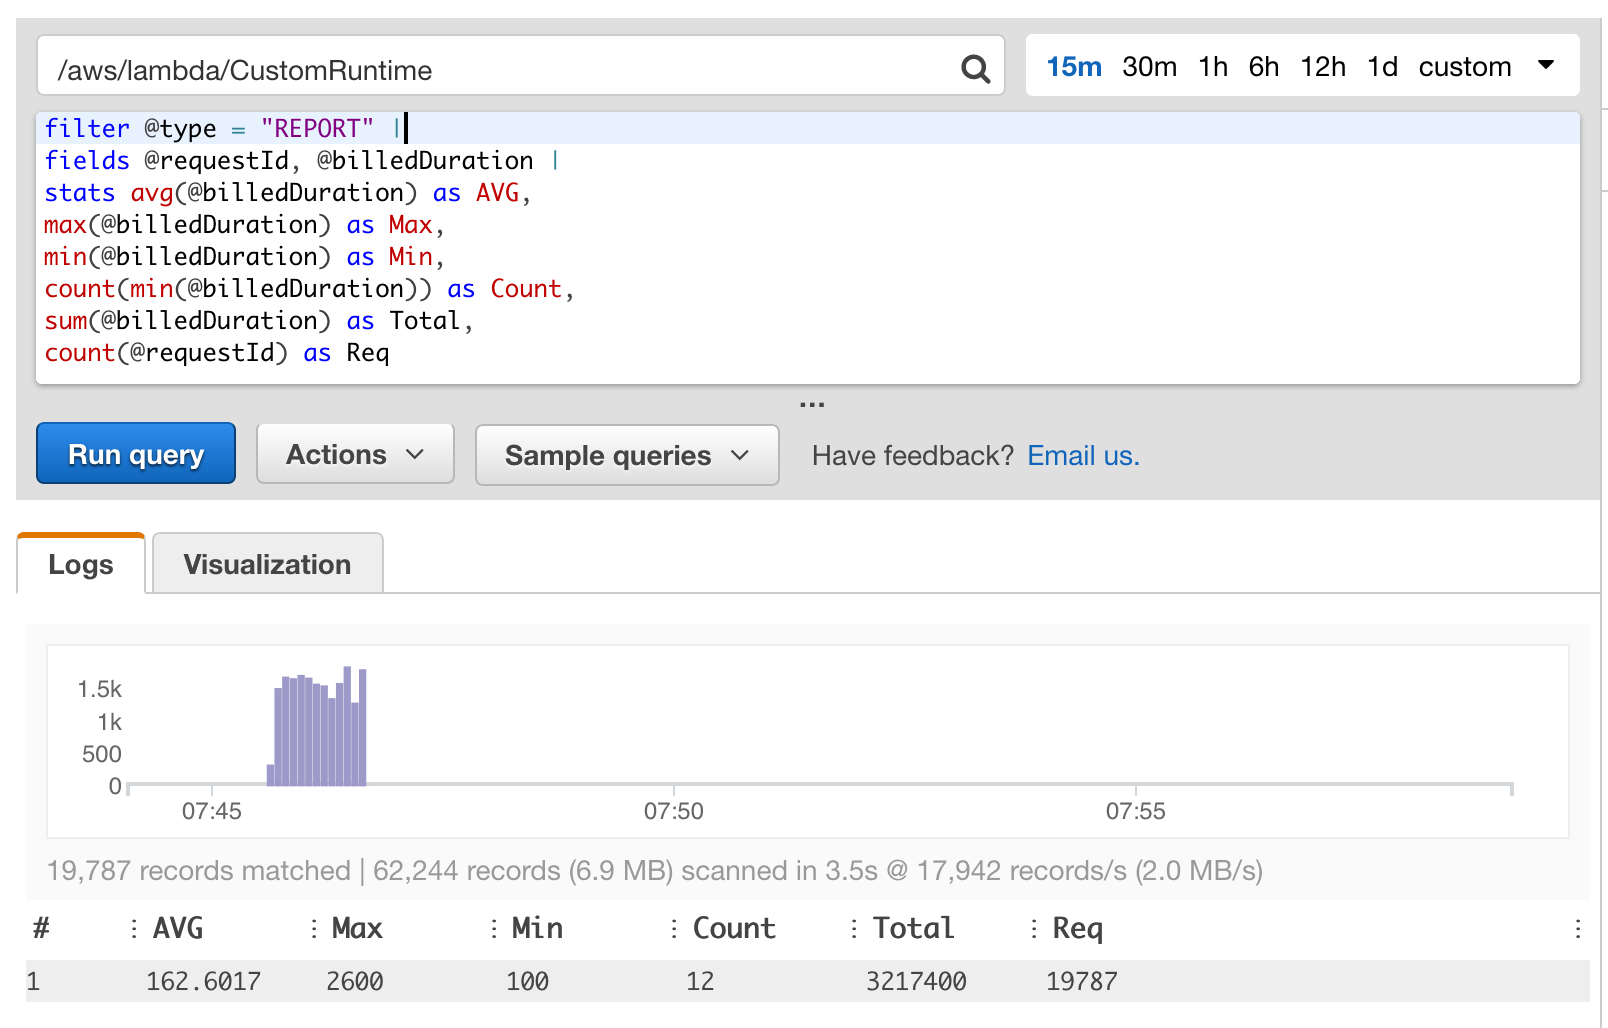 /aws/lambda/CustomRuntime
15m 30m 1h 6h 12h 1d custom
filter @type = "REPORT" |
fields @requestId, @billedDuration |
stats avg(@billedDuration) as AVG,
max(@billedDuration) as Max,
min(@billedDuration) as Min,
count(min(@billedDuration)) as Count,
sum(@billedDuration) as Total,
count(@requestId) as Req
Run query Actions Sample queries Have feedback? Email us.
Logs Visualization
1.5k
1k
500
0
07:45 07:50 07:55
19,787 records matched | 62,244 records (6.9 MB) scanned in 3.5s @ 17,942 records/s (2.0 MB/s)
# AVG Max Min Count Total Req
1 162.6017 2600 100 12 3217400 19787